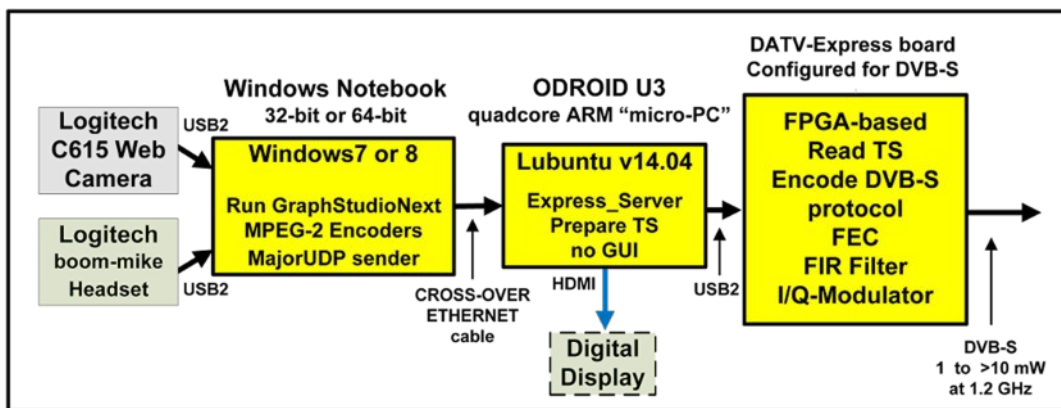 DATV-Express board
Configured for DVB-S
Windows Notebook
32-bit or 64-bit
ODROID U3
quadcore ARM “micro-PC”
Logitech
C615 Web
Camera
USB2
Logitech
boom-mike
Headset
USB2
Windows7 or 8
Run GraphStudioNext
MPEG-2 Encoders
MajorUDP sender
CROSS-OVER
ETHERNET
cable
Lubuntu v14.04
Express_Server
Prepare TS
no GUI
HDMI
Digital
Display
USB2
FPGA-based
Read TS
Encode DVB-S
protocol
FEC
FIR Filter
I/Q-Modulator
DVB-S
1 to >10 mW
at 1.2 GHz